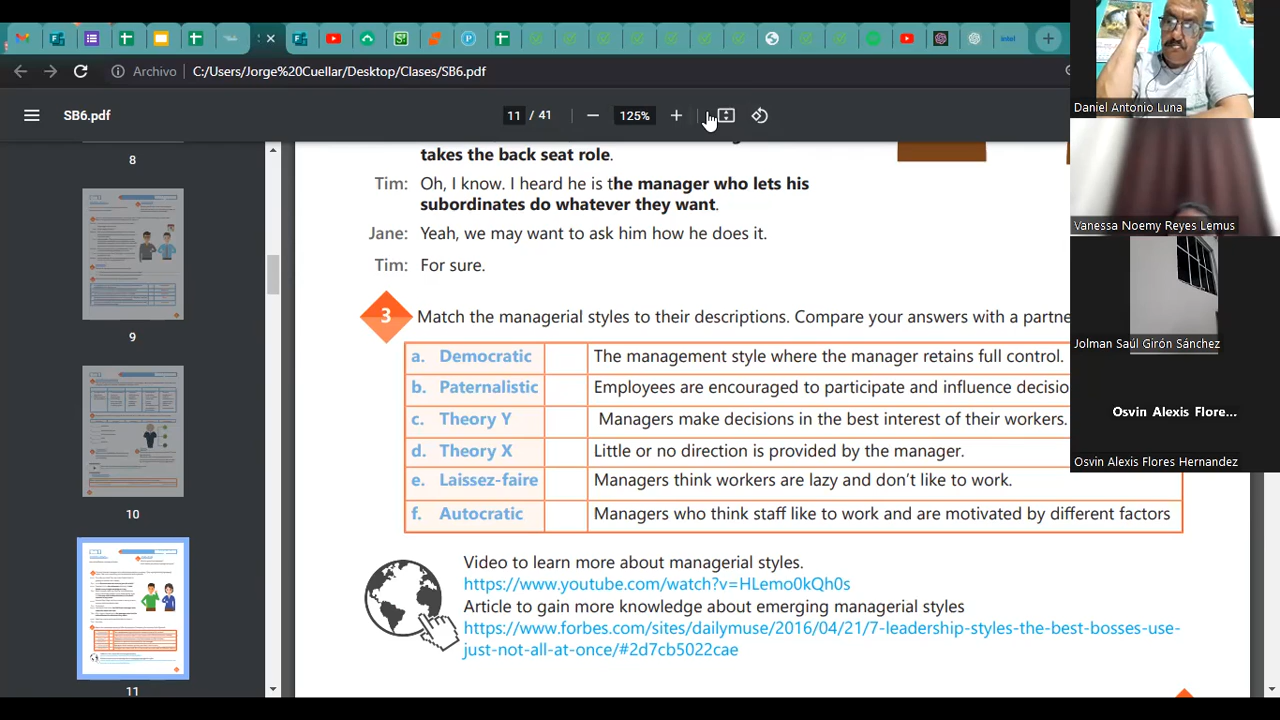 Archivo
C:/Users/Jorge%20Cuellar/Desktop/Clases/SB6.pdf
SB6.pdf
11 / 41
125%
8
9
10
11
takes the back seat role.
Tim: Oh, I know. I heard he is the manager who lets his
subordinates do whatever they want.
Jane: Yeah, we may want to ask him how he does it.
Tim: For sure.
3 Match the managerial styles to their descriptions. Compare your answers with a partne
a. Democratic The management style where the manager retains full control.
b. Paternalistic Employees are encouraged to participate and influence decisio
c. Theory Y Managers make decisions in the best interest of their workers.
d. Theory X Little or no direction is provided by the manager.
e. Laissez-faire Managers think workers are lazy and don’t like to work.
f. Autocratic Managers who think staff like to work and are motivated by different factors
Video to learn more about managerial styles.
https://www.youtube.com/watch?v=HLemo0kQh0s
Article to gain more knowledge about emerging managerial styles
https://www.forbes.com/sites/dailymuse/2016/04/21/7-leadership-styles-the-best-bosses-use-
just-not-all-at-once/#2d7cb5022cae
Daniel Antonio Luna
Vanessa Noemy Reyes Lemus
Jolman Saúl Girón Sánchez
Osvin Alexis Flore...
Osvin Alexis Flores Hernandez